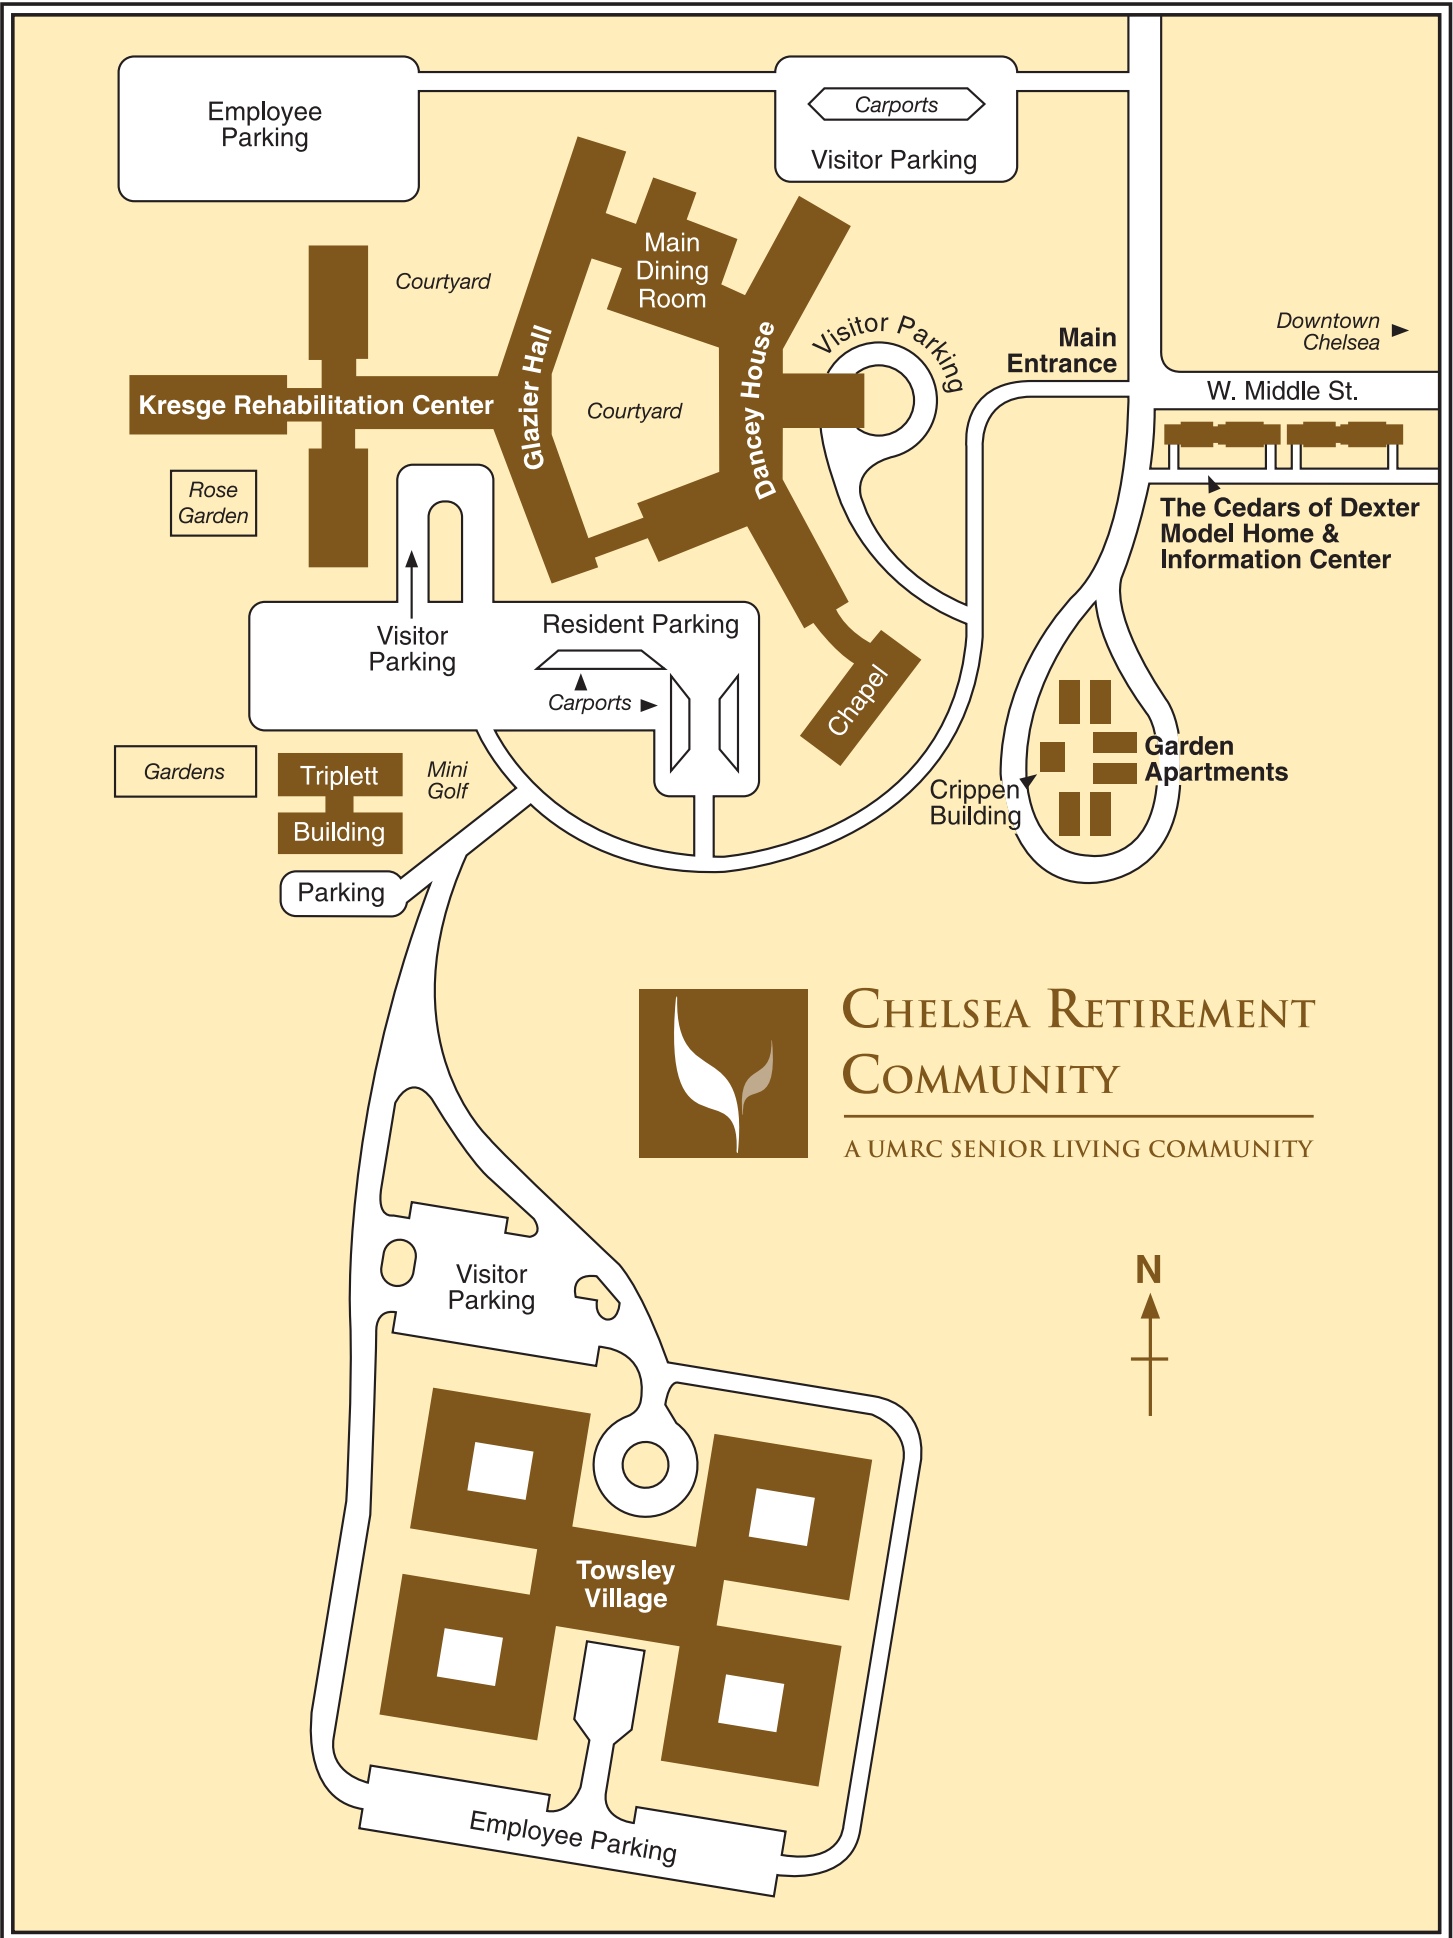 Employee
Parking
Carports
Visitor Parking
Main
Dining
Room
Courtyard
Glazier Hall
Dancey House
Visitor Parking
Main
Entrance
Downtown
Chelsea
W. Middle St.
Kresge Rehabilitation Center
Courtyard
Rose
Garden
The Cedars of Dexter
Model Home &
Information Center
Visitor
Parking
Resident Parking
Carports
Chapel
Gardens
Triplett
Building
Mini
Golf
Parking
Crippen
Building
Garden
Apartments
CHELSEA RETIREMENT
COMMUNITY
A UMRC SENIOR LIVING COMMUNITY
N
Visitor
Parking
Towsley
Village
Employee Parking